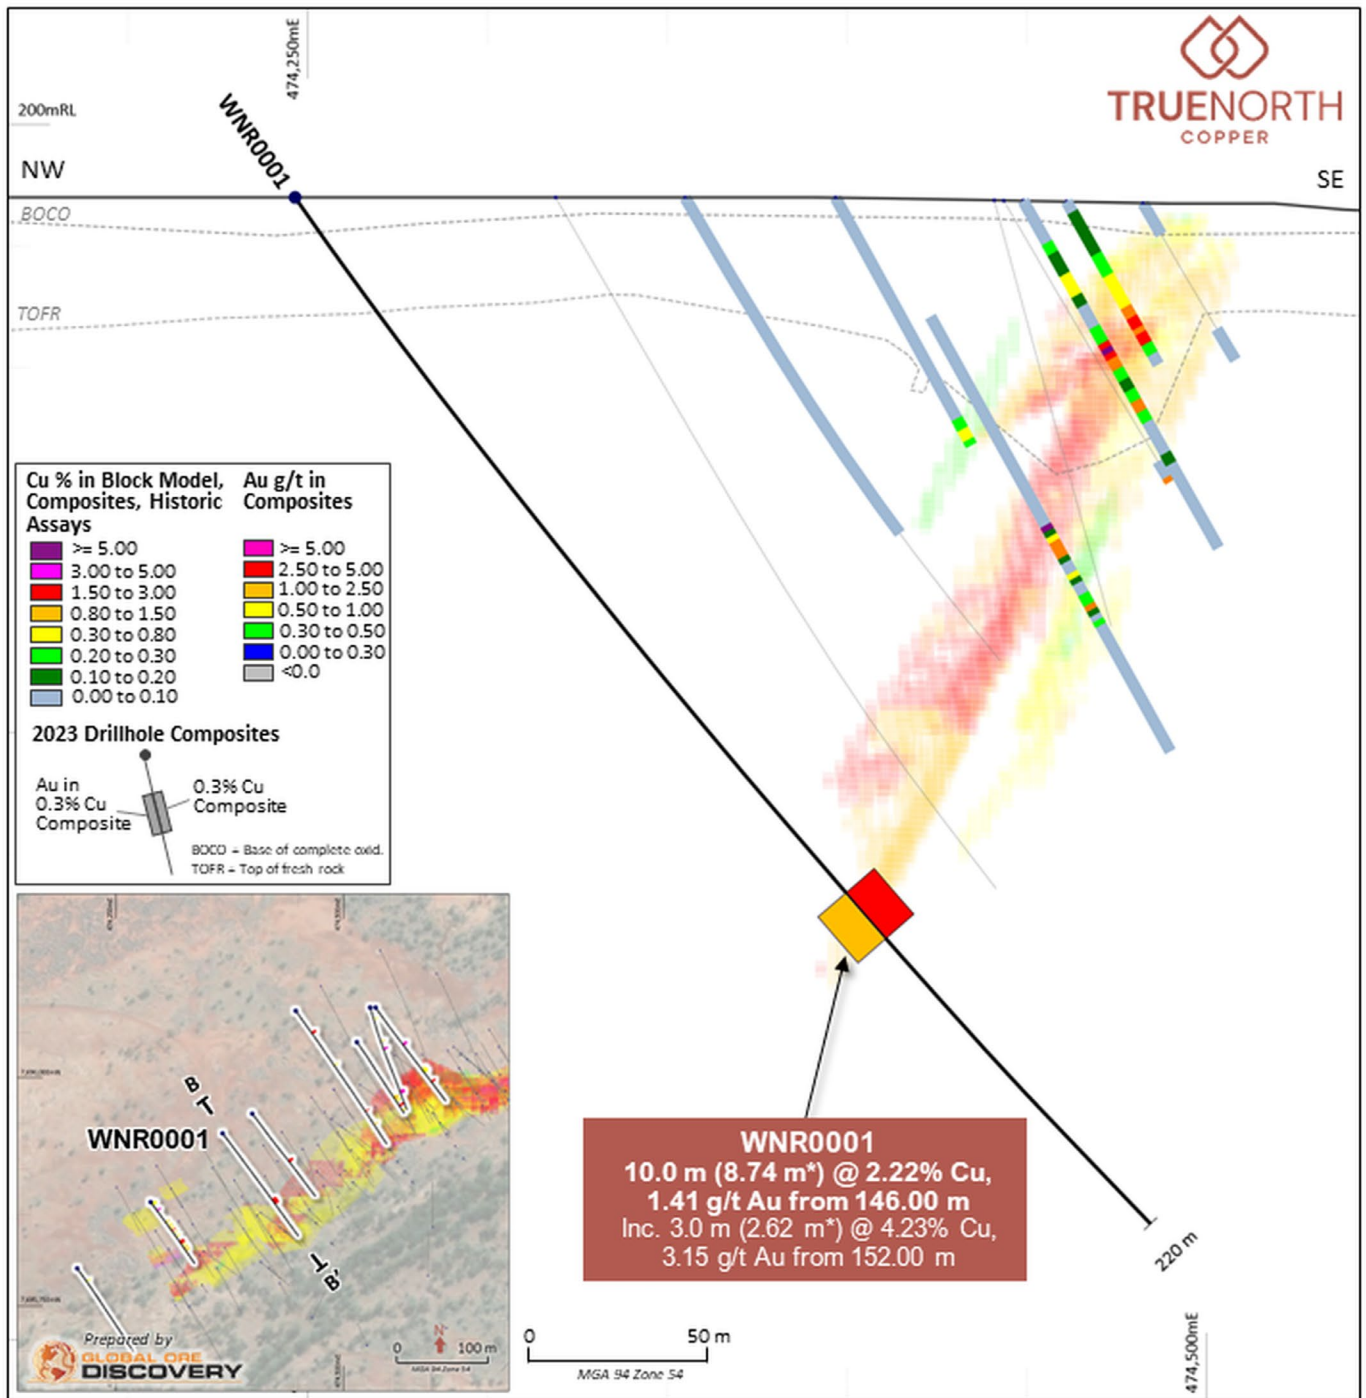 474,250mE
TRUENORTH
COPPER
200mRL
WNR0001
NW
SE
BOCO
TOFR
Cu % in Block Model,
Composites, Historic
Assays
>= 5.00
3.00 to 5.00
1.50 to 3.00
0.80 to 1.50
0.30 to 0.80
0.20 to 0.30
0.10 to 0.20
0.00 to 0.10
Au g/t in
Composites
>= 5.00
2.50 to 5.00
1.00 to 2.50
0.50 to 1.00
0.30 to 0.50
0.00 to 0.30
<0.0
2023 Drillhole Composites
Au in
0.3% Cu
Composite
0.3% Cu
Composite
BOCO = Base of complete oxid.
TOFR = Top of fresh rock
B
WNR0001
B'
Prepared by
GLOBAL ORE
DISCOVERY
N
0 100 m
MGA 94 Zone 54
WNR0001
10.0 m (8.74 m*) @ 2.22% Cu,
1.41 g/t Au from 146.00 m
Inc. 3.0 m (2.62 m*) @ 4.23% Cu,
3.15 g/t Au from 152.00 m
220 m
0 50 m
MGA 94 Zone 54
474,500mE